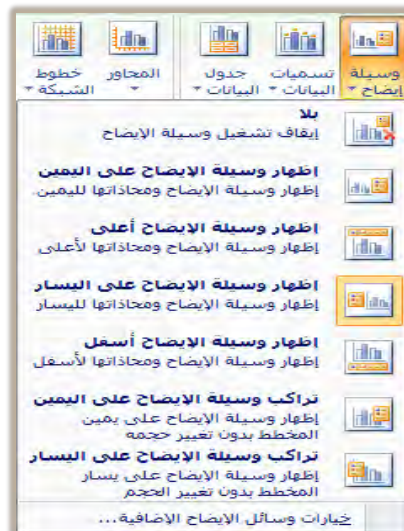 وسيلة إيضاح
تسميات البيانات
جدول البيانات
المحاور
خطوط الشبكة
بلا
إيقاف تشغيل وسيلة الإيضاح
إظهار وسيلة الإيضاح على اليمين
إظهار وسيلة الإيضاح ومحاذاتها لليمين.
إظهار وسيلة الإيضاح أعلى
إظهار وسيلة الإيضاح ومحاذاتها لأعلى
إظهار وسيلة الإيضاح على اليسار
إظهار وسيلة الإيضاح ومحاذاتها لليسار
إظهار وسيلة الإيضاح أسفل
إظهار وسيلة الإيضاح ومحاذاتها لأسفل
تراكب وسيلة الإيضاح على اليمين
إظهار وسيلة الإيضاح على يمين
المخطط بدون تغيير حجمه
تراكب وسيلة الإيضاح على اليسار
إظهار وسيلة الإيضاح على يسار
المخطط بدون تغيير الحجم
خيارات وسائل الإيضاح الإضافية...